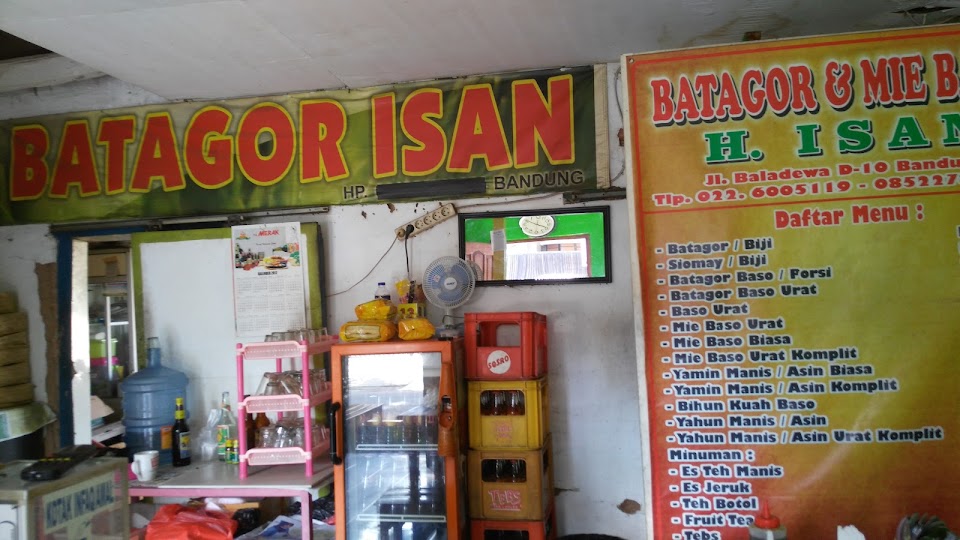 BATAGOR ISAN
HP.
BANDUNG
MERAK
SOSRO
TEBS
KOTAK INFAQ AMAL
BATAGOR & MIE B
H. ISAN
Jl. Baladewa D-10 Bandu
Tlp. 022. 6005119 - 085227
Daftar Menu :
- Batagor / Biji
- Siomay / Biji
- Batagor Baso / Porsi
- Batagor Baso Urat
- Baso Urat
- Mie Baso Urat
- Mie Baso Biasa
- Mie Baso Urat Komplit
- Yamin Manis / Asin Biasa
- Yamin Manis / Asin Komplit
- Bihun Kuah Baso
- Yahun Manis / Asin
- Yahun Manis / Asin Urat Komplit
Minuman :
- Es Teh Manis
- Es Jeruk
- Teh Botol
- Fruit Tea
- Tebs